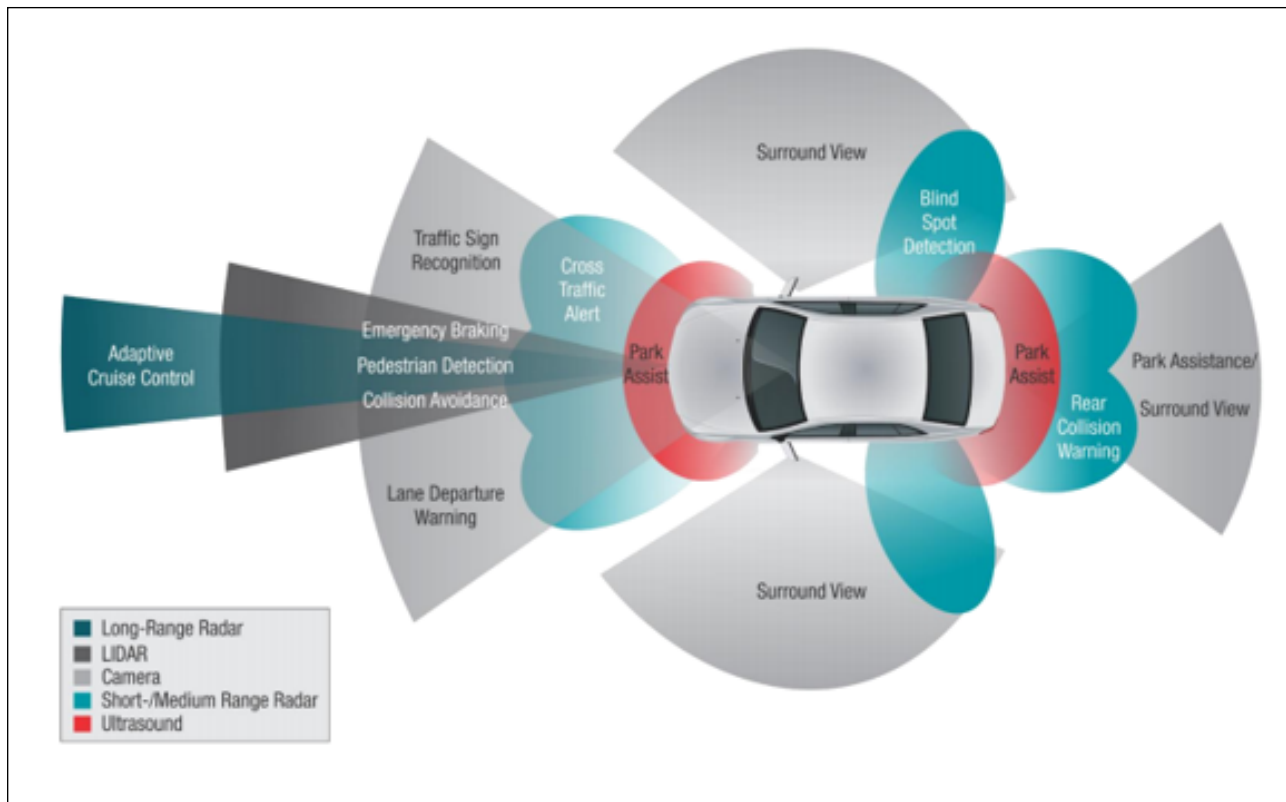 Surround View
Blind
Spot
Detection
Traffic Sign
Recognition
Cross
Traffic
Alert
Emergency Braking
Adaptive
Cruise Control
Pedestrian Detection
Collision Avoidance
Park
Assist
Park
Assist
Park Assistance/
Surround View
Rear
Collision
Warning
Lane Departure
Warning
Surround View
Long-Range Radar
LIDAR
Camera
Short-/Medium Range Radar
Ultrasound